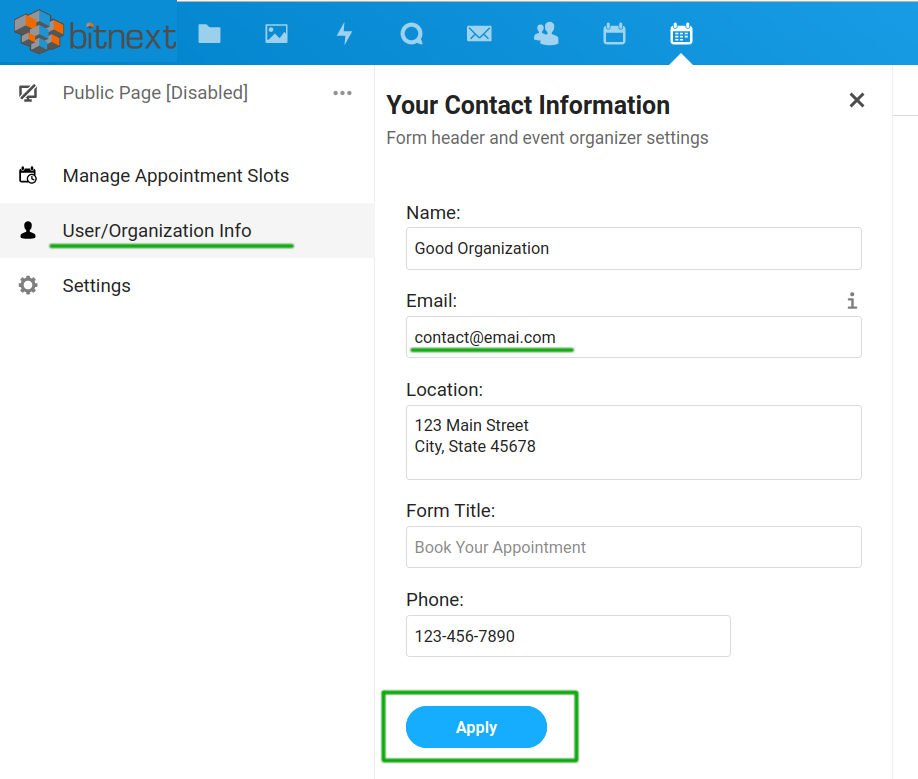 bitnext
Public Page [Disabled]
Manage Appointment Slots
User/Organization Info
Settings
Your Contact Information
Form header and event organizer settings
Name:
Good Organization
Email:
contact@emai.com
Location:
123 Main Street
City, State 45678
Form Title:
Book Your Appointment
Phone:
123-456-7890
Apply